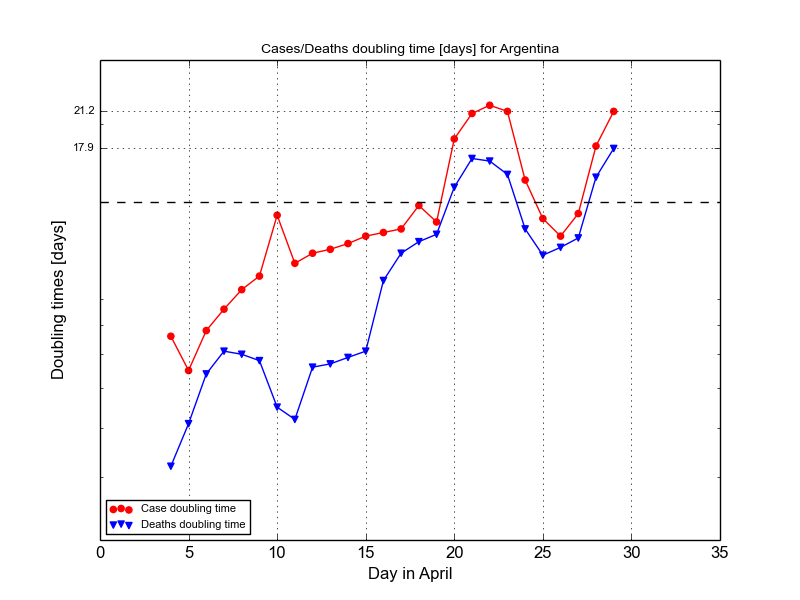 Cases/Deaths doubling time [days] for Argentina
21.2
17.9
Doubling times [days]
Case doubling time
Deaths doubling time
0 5 10 15 20 25 30 35
Day in April